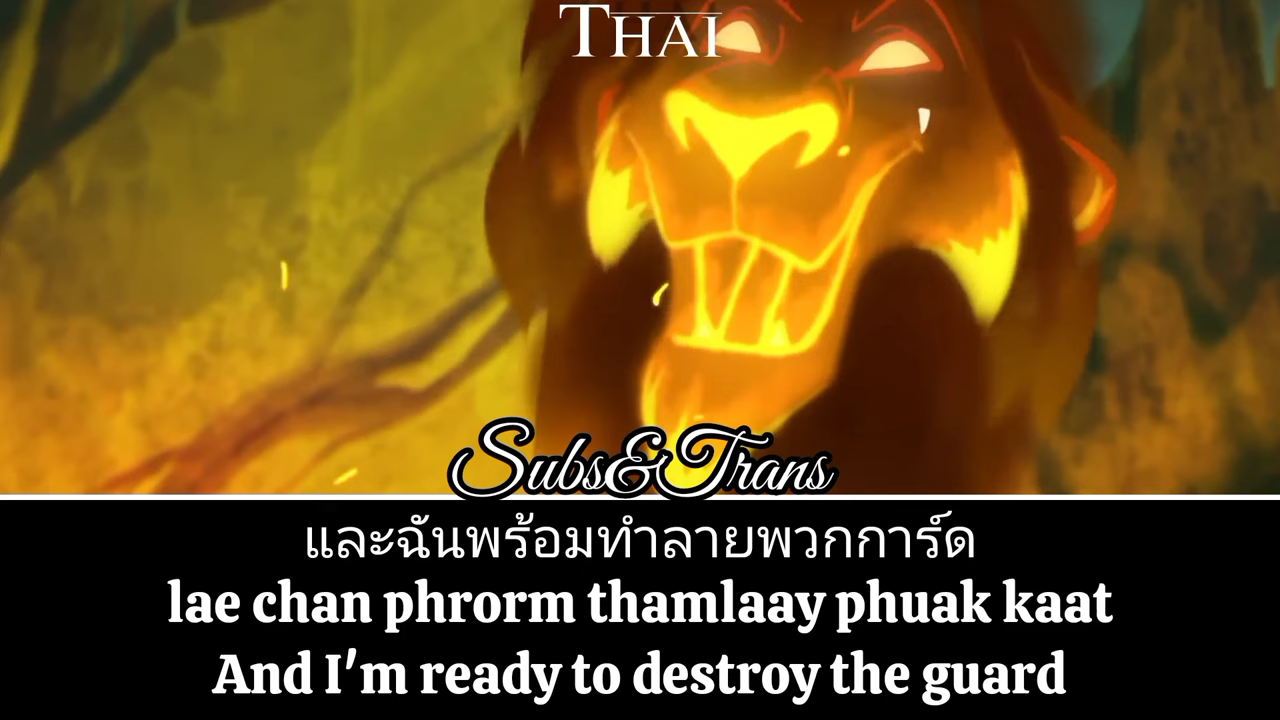 THAI
Subs&Trans
และฉันพร้อมทำลายพวกการ์ด
lae chan phrorm thamlaay phuak kaat
And I'm ready to destroy the guard